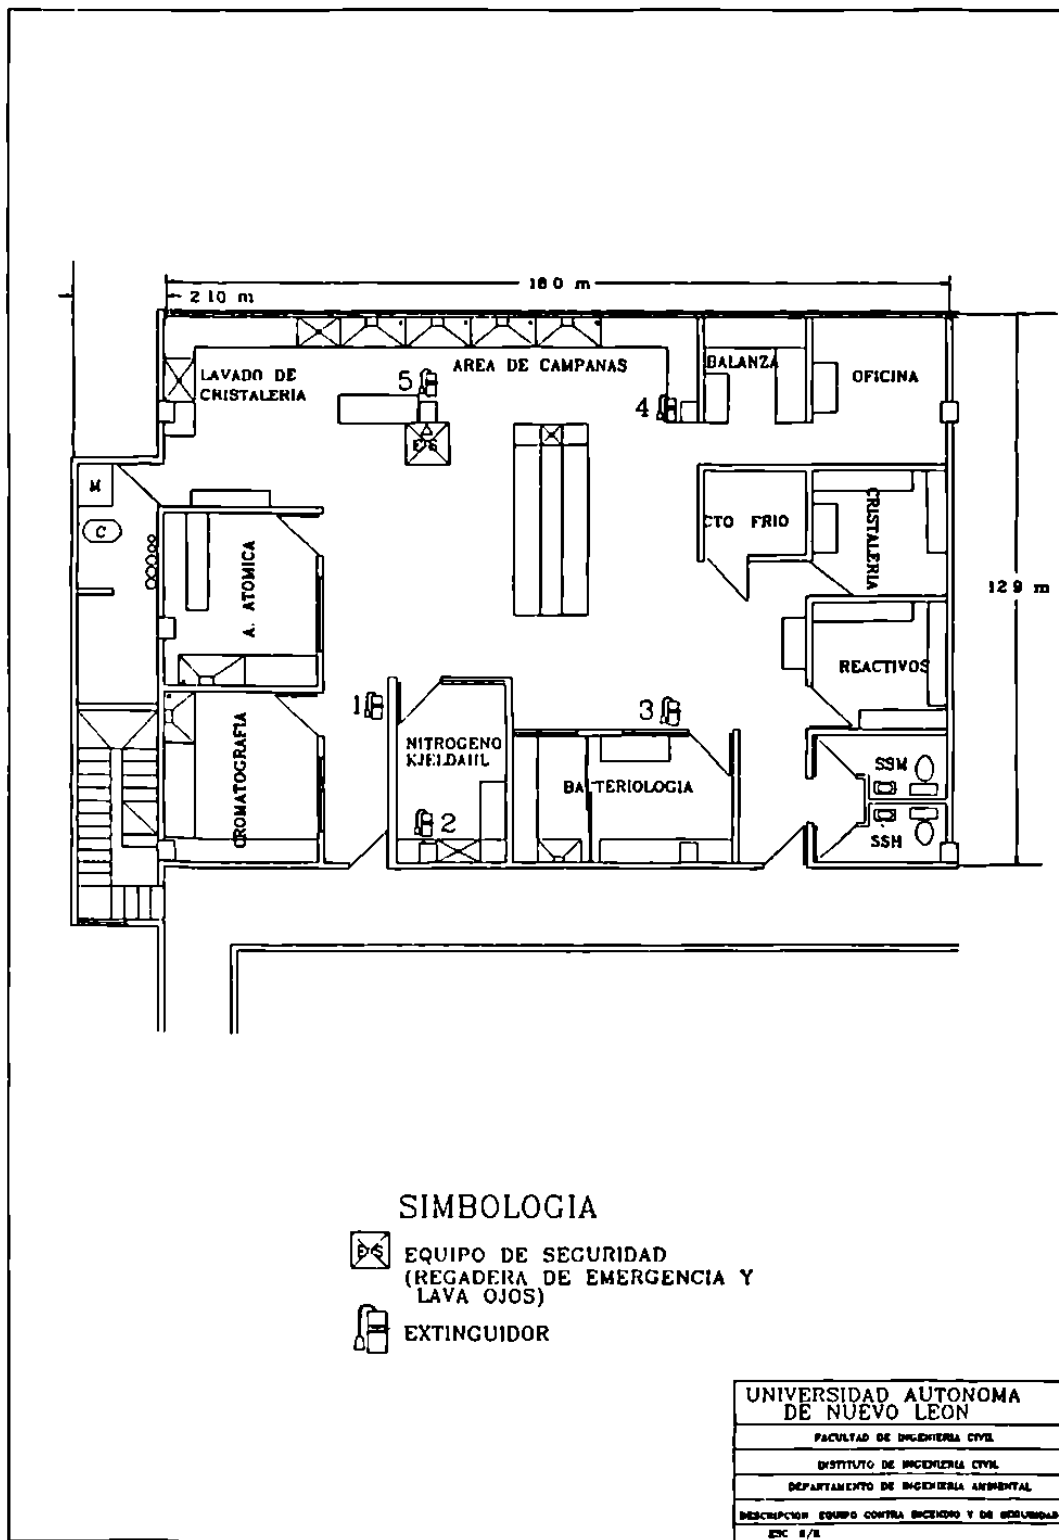 18 0 m
2 10 m
LAVADO DE
CRISTALERIA
5
AREA DE CAMPANAS
4
BALANZA
OFICINA
M
C
A. ATOMICA
CTO FRIO
CRISTALERIA
12 9 m
REACTIVOS
1
3
NITROGENO
KJELDAHL
CROMATOGRAFIA
2
BA TERIOLOGIA
SSM
SSH
SIMBOLOGIA
EQUIPO DE SEGURIDAD
(REGADERA DE EMERGENCIA Y
LAVA OJOS)
EXTINGUIDOR
UNIVERSIDAD AUTONOMA
DE NUEVO LEON
FACULTAD DE INGENIERIA CIVIL
INSTITUTO DE INGENIERIA CIVIL
DEPARTAMENTO DE INGENIERIA AMBIENTAL
DESCRIPCION EQUIPO CONTRA INCENDIO Y DE SEGURIDAD
ESC S/E